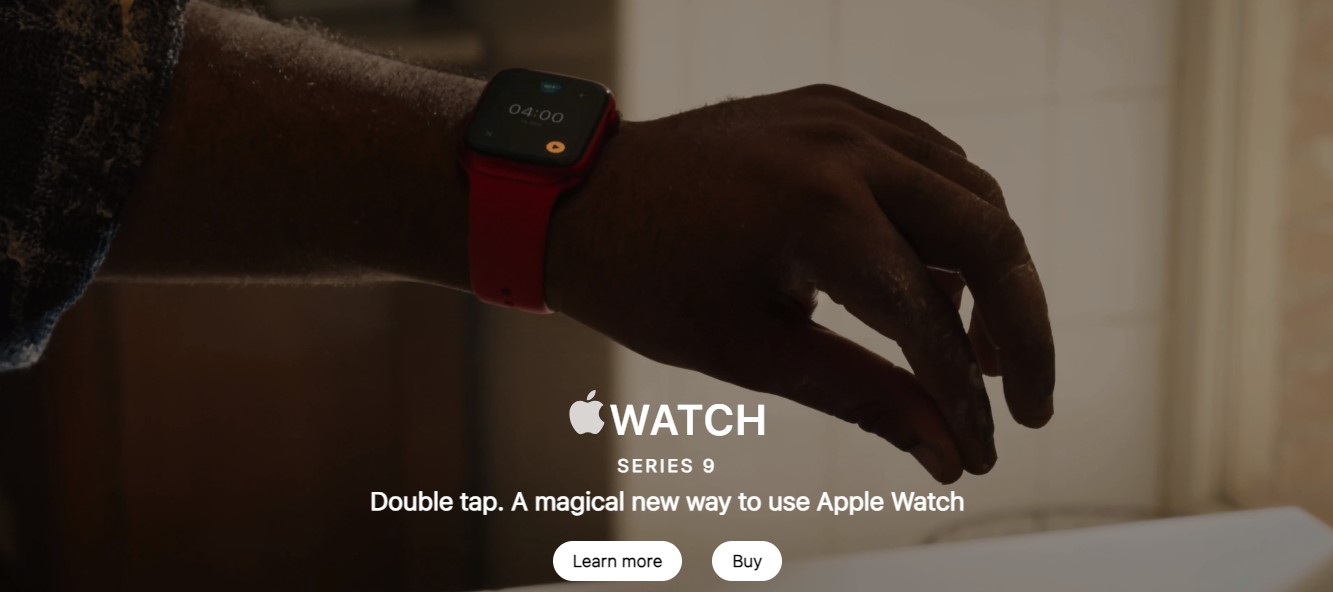 04:00
WATCH
SERIES 9
Double tap. A magical new way to use Apple Watch
Learn more Buy